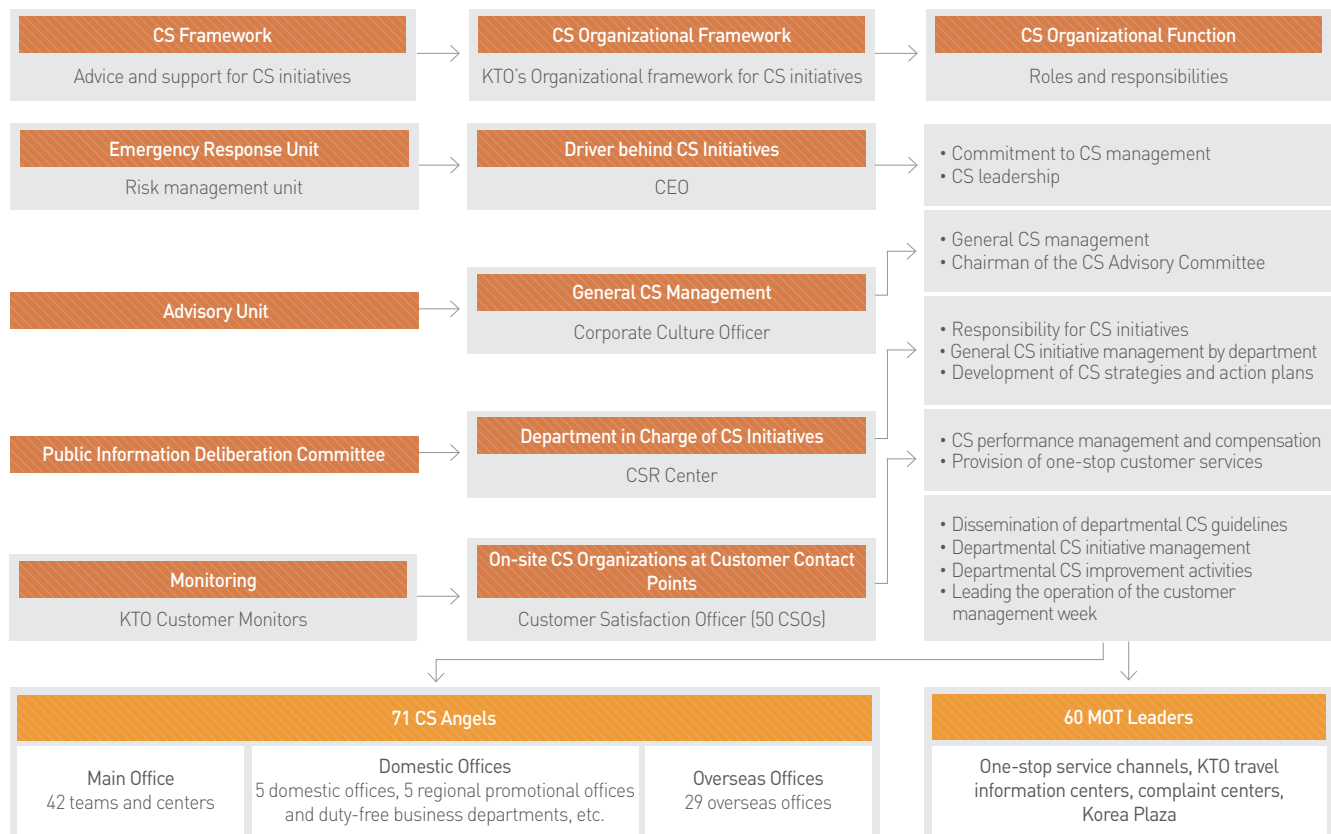 CS Framework
Advice and support for CS initiatives
CS Organizational Framework
KTO's Organizational framework for CS initiatives
CS Organizational Function
Roles and responsibilities
Emergency Response Unit
Risk management unit
Driver behind CS Initiatives
CEO
• Commitment to CS management
• CS leadership
Advisory Unit
General CS Management
Corporate Culture Officer
• General CS management
• Chairman of the CS Advisory Committee
Public Information Deliberation Committee
Department in Charge of CS Initiatives
CSR Center
• Responsibility for CS initiatives
• General CS initiative management by department
• Development of CS strategies and action plans
Monitoring
KTO Customer Monitors
On-site CS Organizations at Customer Contact
Points
Customer Satisfaction Officer (50 CSOs)
• CS performance management and compensation
• Provision of one-stop customer services
• Dissemination of departmental CS guidelines
• Departmental CS initiative management
• Departmental CS improvement activities
• Leading the operation of the customer
management week
71 CS Angels
Main Office
42 teams and centers
Domestic Offices
5 domestic offices, 5 regional promotional offices
and duty-free business departments, etc.
Overseas Offices
29 overseas offices
60 MOT Leaders
One-stop service channels, KTO travel
information centers, complaint centers,
Korea Plaza